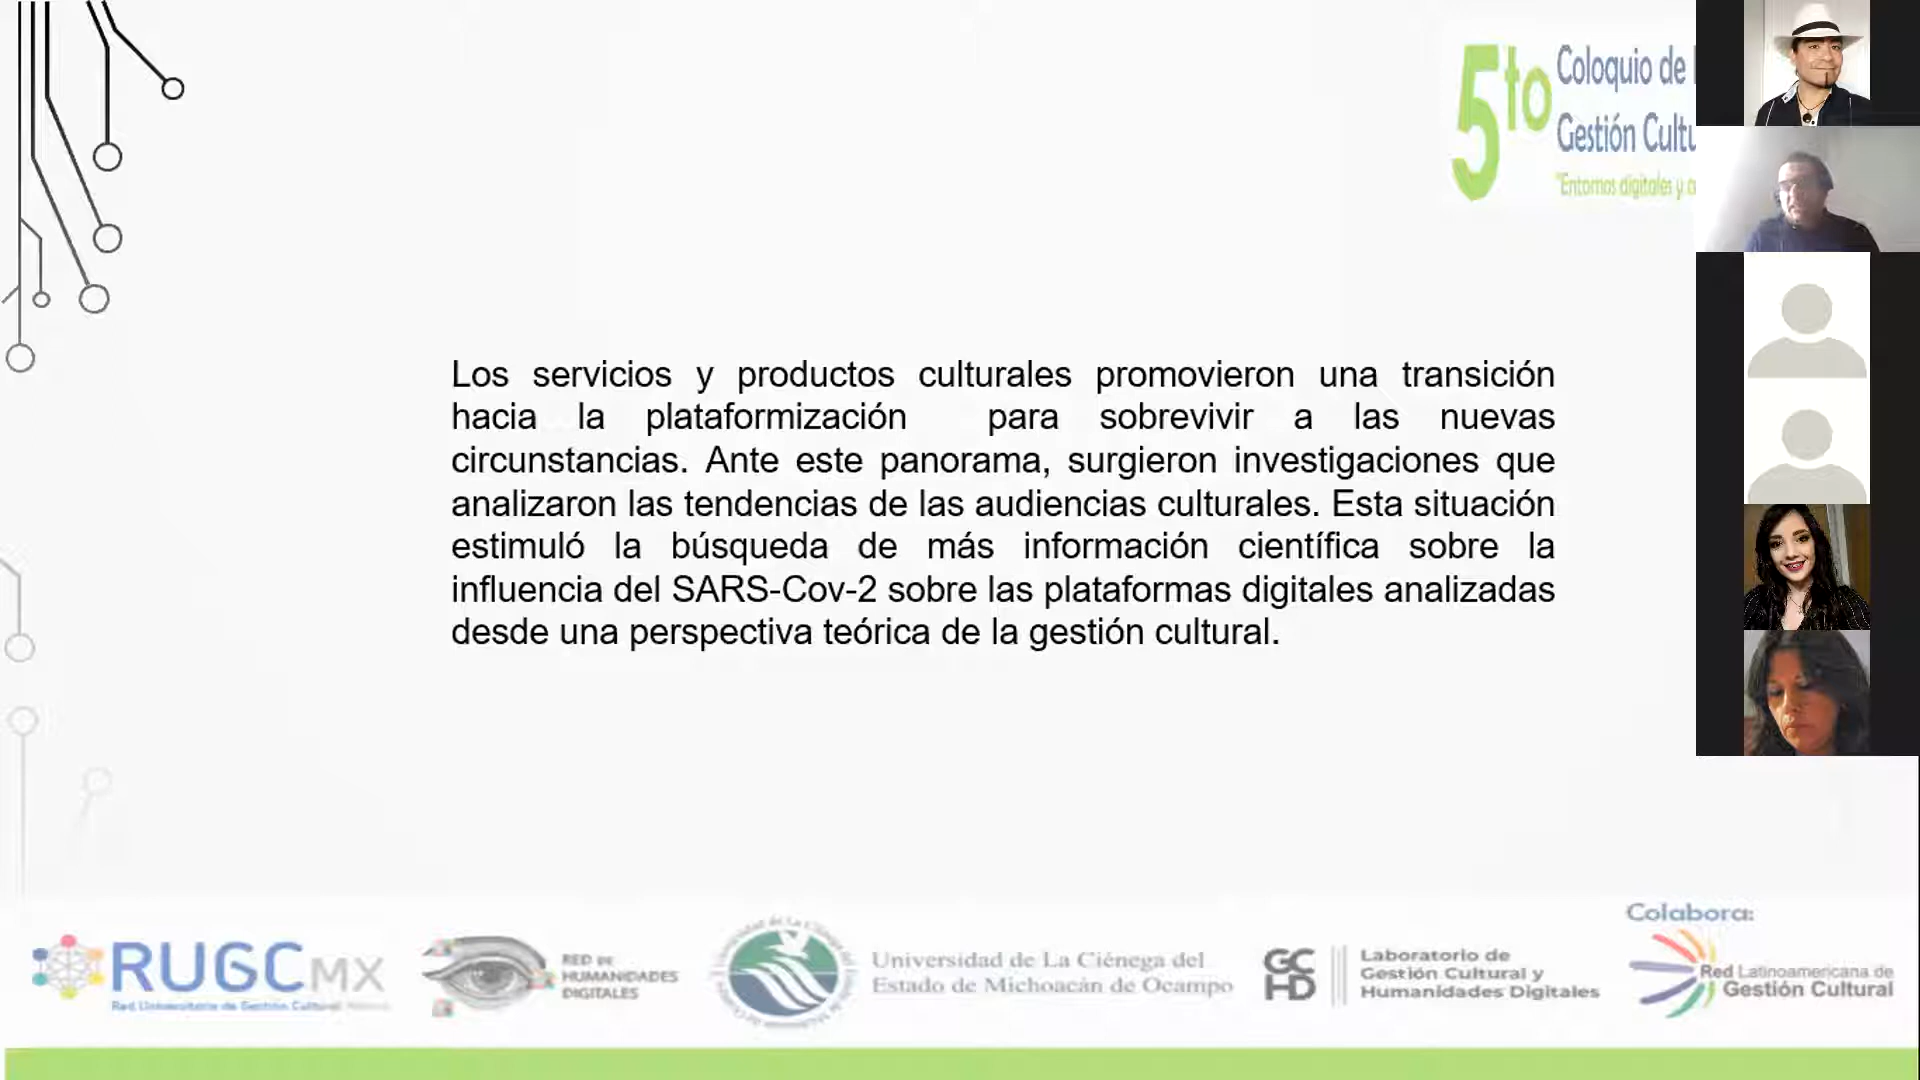 5to
Coloquio de
Gestión Cultu
"Entornos digitales y
Los servicios y productos culturales promovieron una transición
hacia la plataformización para sobrevivir a las nuevas
circunstancias. Ante este panorama, surgieron investigaciones que
analizaron las tendencias de las audiencias culturales. Esta situación
estimuló la búsqueda de más información científica sobre la
influencia del SARS-Cov-2 sobre las plataformas digitales analizadas
desde una perspectiva teórica de la gestión cultural.
RUGCMX
Red Universitaria de Gestión Cultural México
RED DE
HUMANIDADES
DIGITALES
Universidad de La Ciénega del
Estado de Michoacán de Ocampo
GC
HD
Laboratorio de
Gestión Cultural y
Humanidades Digitales
Colabora:
Red Latinoamericana de
Gestión Cultural